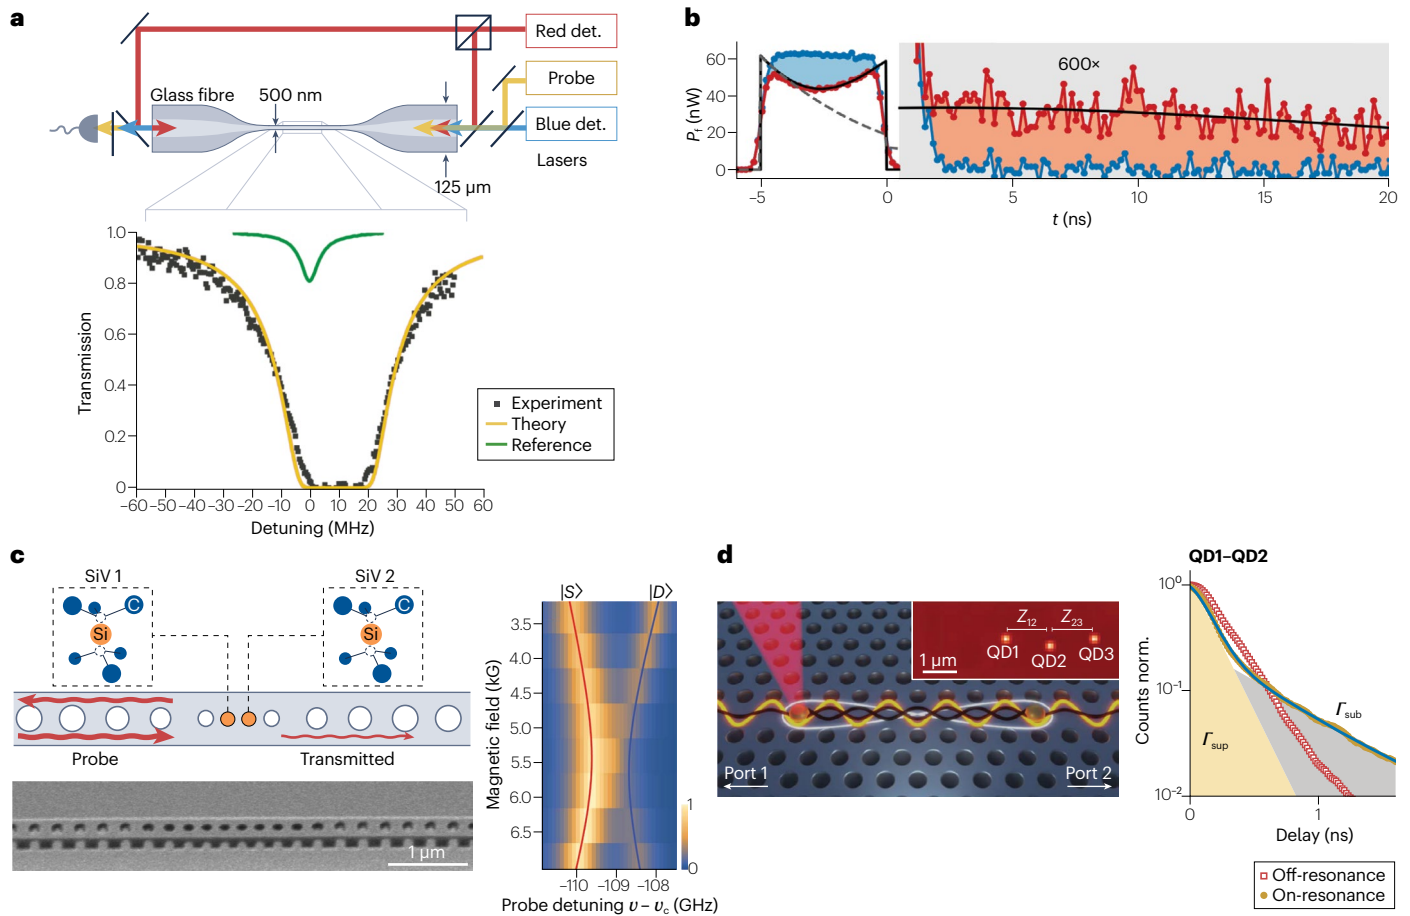 a
Red det.
Probe
Blue det.
Lasers
Glass fibre
500 nm
125 μm
Transmission
1.0
0.8
0.6
0.4
0.2
0
–60 –50 –40 –30 –20 –10 0 10 20 30 40 50 60
Detuning (MHz)
Experiment
Theory
Reference
b
P_f (nW)
60
40
20
0
600×
–5 0 5 10 15 20
t (ns)
c
SiV 1
SiV 2
C
Si
C
Si
Probe
Transmitted
1 μm
|S⟩ |D⟩
Magnetic field (kG)
3.5
4.0
4.5
5.0
5.5
6.0
6.5
1
0
–110 –109 –108
Probe detuning υ – υ_c (GHz)
d
QD1–QD2
Z_12 Z_23
QD1 QD2 QD3
1 μm
Port 1
Port 2
Counts norm.
10^0
10^–1
10^–2
Γ_sub
Γ_sup
0 1
Delay (ns)
Off-resonance
On-resonance